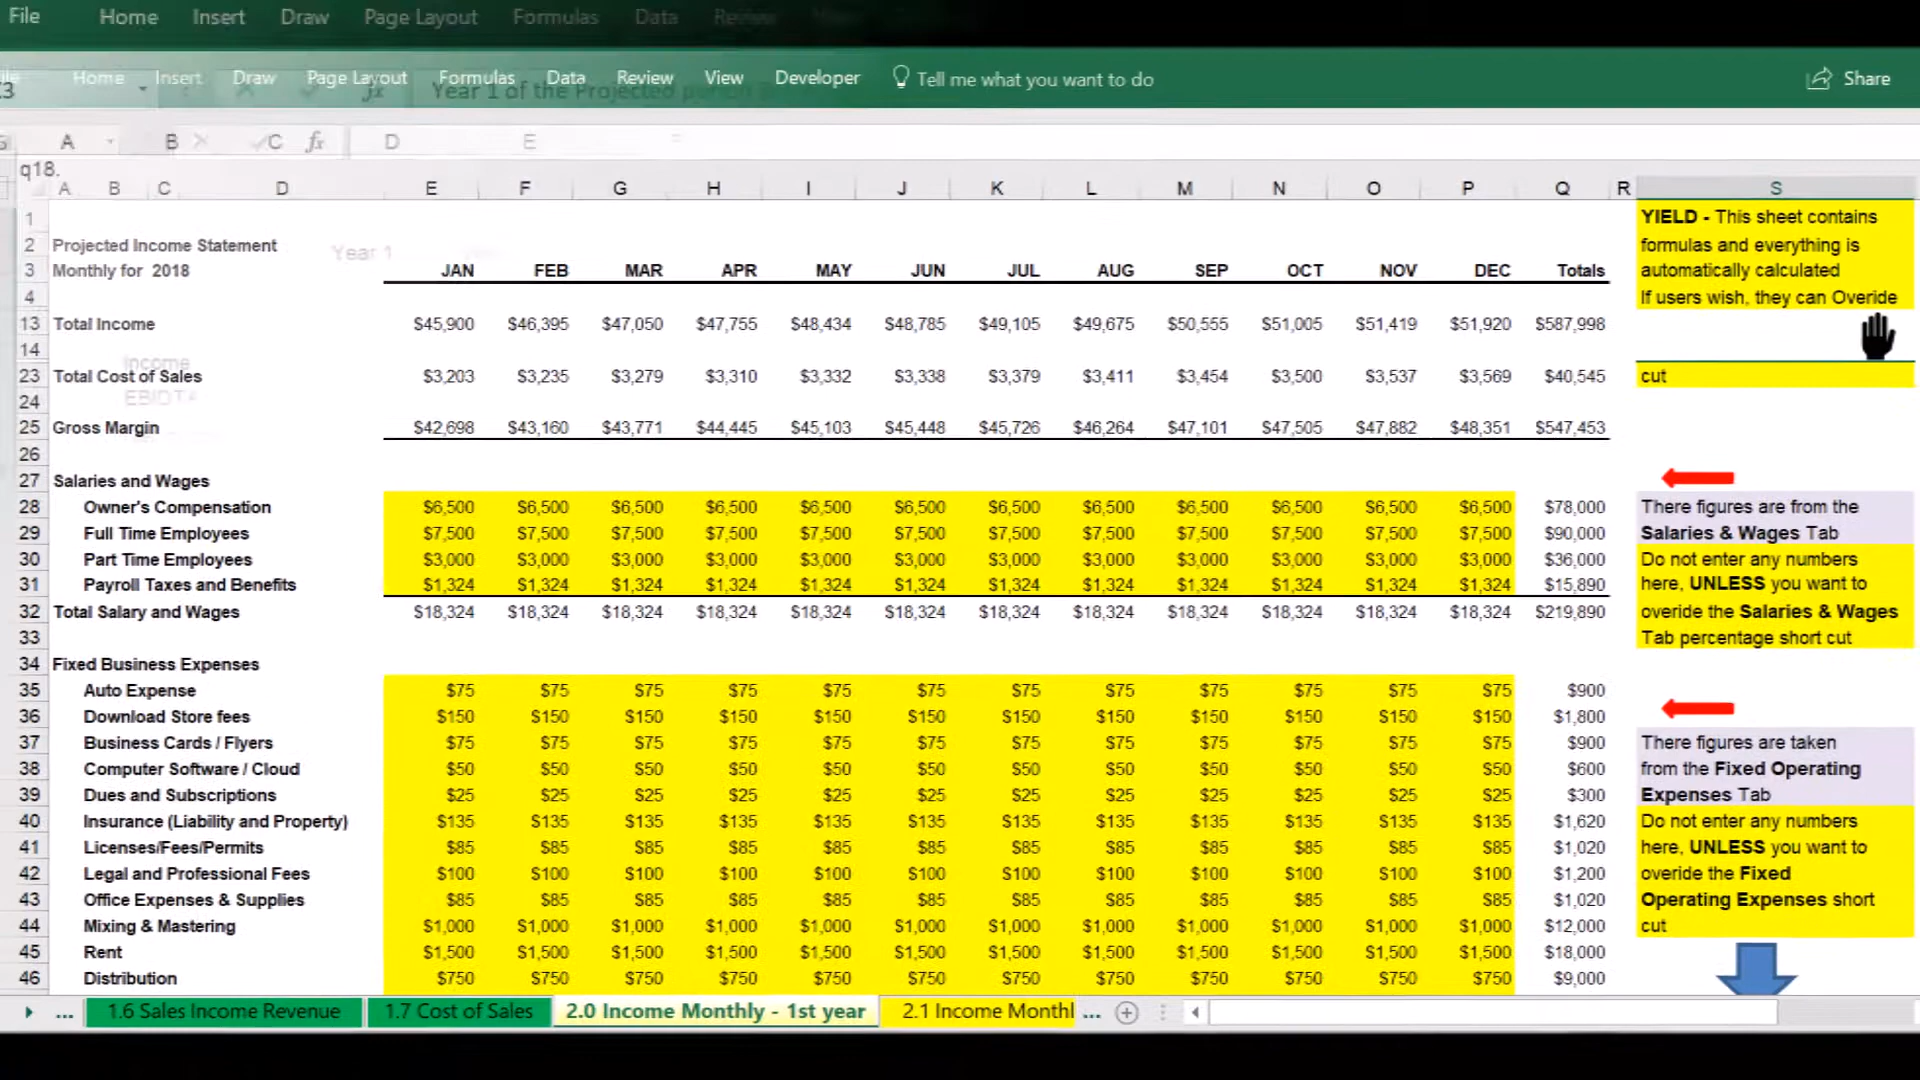 File Home Insert Draw Page Layout Formulas Data Review
Home Insert Draw Page Layout Formulas Data Review View Developer Tell me what you want to do Share
Year 1 of the Projected
A B C fx D E
q18.
A B C D E F G H I J K L M N O P Q R S
1
2 Projected Income Statement Year 1
3 Monthly for 2018 JAN FEB MAR APR MAY JUN JUL AUG SEP OCT NOV DEC Totals
4
13 Total Income $45,900 $46,395 $47,050 $47,755 $48,434 $48,785 $49,105 $49,675 $50,555 $51,005 $51,419 $51,920 $587,998
14
Income
23 Total Cost of Sales $3,203 $3,235 $3,279 $3,310 $3,332 $3,338 $3,379 $3,411 $3,454 $3,500 $3,537 $3,569 $40,545
24
25 Gross Margin $42,698 $43,160 $43,771 $44,445 $45,103 $45,448 $45,726 $46,264 $47,101 $47,505 $47,882 $48,351 $547,453
26
27 Salaries and Wages
28 Owner's Compensation $6,500 $6,500 $6,500 $6,500 $6,500 $6,500 $6,500 $6,500 $6,500 $6,500 $6,500 $6,500 $78,000
29 Full Time Employees $7,500 $7,500 $7,500 $7,500 $7,500 $7,500 $7,500 $7,500 $7,500 $7,500 $7,500 $7,500 $90,000
30 Part Time Employees $3,000 $3,000 $3,000 $3,000 $3,000 $3,000 $3,000 $3,000 $3,000 $3,000 $3,000 $3,000 $36,000
31 Payroll Taxes and Benefits $1,324 $1,324 $1,324 $1,324 $1,324 $1,324 $1,324 $1,324 $1,324 $1,324 $1,324 $1,324 $15,890
32 Total Salary and Wages $18,324 $18,324 $18,324 $18,324 $18,324 $18,324 $18,324 $18,324 $18,324 $18,324 $18,324 $18,324 $219,890
33
34 Fixed Business Expenses
35 Auto Expense $75 $75 $75 $75 $75 $75 $75 $75 $75 $75 $75 $75 $900
36 Download Store fees $150 $150 $150 $150 $150 $150 $150 $150 $150 $150 $150 $150 $1,800
37 Business Cards / Flyers $75 $75 $75 $75 $75 $75 $75 $75 $75 $75 $75 $75 $900
38 Computer Software / Cloud $50 $50 $50 $50 $50 $50 $50 $50 $50 $50 $50 $50 $600
39 Dues and Subscriptions $25 $25 $25 $25 $25 $25 $25 $25 $25 $25 $25 $25 $300
40 Insurance (Liability and Property) $135 $135 $135 $135 $135 $135 $135 $135 $135 $135 $135 $135 $1,620
41 Licenses/Fees/Permits $85 $85 $85 $85 $85 $85 $85 $85 $85 $85 $85 $85 $1,020
42 Legal and Professional Fees $100 $100 $100 $100 $100 $100 $100 $100 $100 $100 $100 $100 $1,200
43 Office Expenses & Supplies $85 $85 $85 $85 $85 $85 $85 $85 $85 $85 $85 $85 $1,020
44 Mixing & Mastering $1,000 $1,000 $1,000 $1,000 $1,000 $1,000 $1,000 $1,000 $1,000 $1,000 $1,000 $1,000 $12,000
45 Rent $1,500 $1,500 $1,500 $1,500 $1,500 $1,500 $1,500 $1,500 $1,500 $1,500 $1,500 $1,500 $18,000
46 Distribution $750 $750 $750 $750 $750 $750 $750 $750 $750 $750 $750 $750 $9,000
YIELD - This sheet contains
formulas and everything is
automatically calculated
If users wish, they can Overide
cut
There figures are from the
Salaries & Wages Tab
Do not enter any numbers
here, UNLESS you want to
overide the Salaries & Wages
Tab percentage short cut
There figures are taken
from the Fixed Operating
Expenses Tab
Do not enter any numbers
here, UNLESS you want to
overide the Fixed
Operating Expenses short
cut
... 1.6 Sales Income Revenue 1.7 Cost of Sales 2.0 Income Monthly - 1st year 2.1 Income Monthl ...